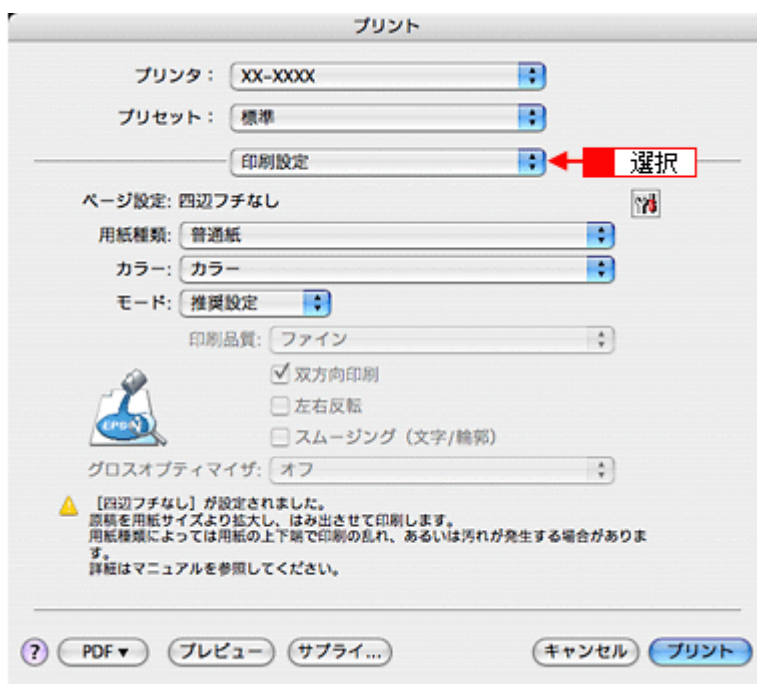 プリント
プリンタ： XX-XXXX
プリセット： 標準
印刷設定 選択
ページ設定: 四辺フチなし
用紙種類: 普通紙
カラー: カラー
モード: 推奨設定
印刷品質: ファイン
双方向印刷
左右反転
スムージング（文字/輪郭）
EPSON
グロスオプティマイザ: オフ
［四辺フチなし］が設定されました。
原稿を用紙サイズより拡大し、はみ出させて印刷します。
用紙種類によっては用紙の上下端で印刷の乱れ、あるいは汚れが発生する場合がありま
す。
詳細はマニュアルを参照してください。
? PDF▼ プレビュー サプライ... キャンセル プリント